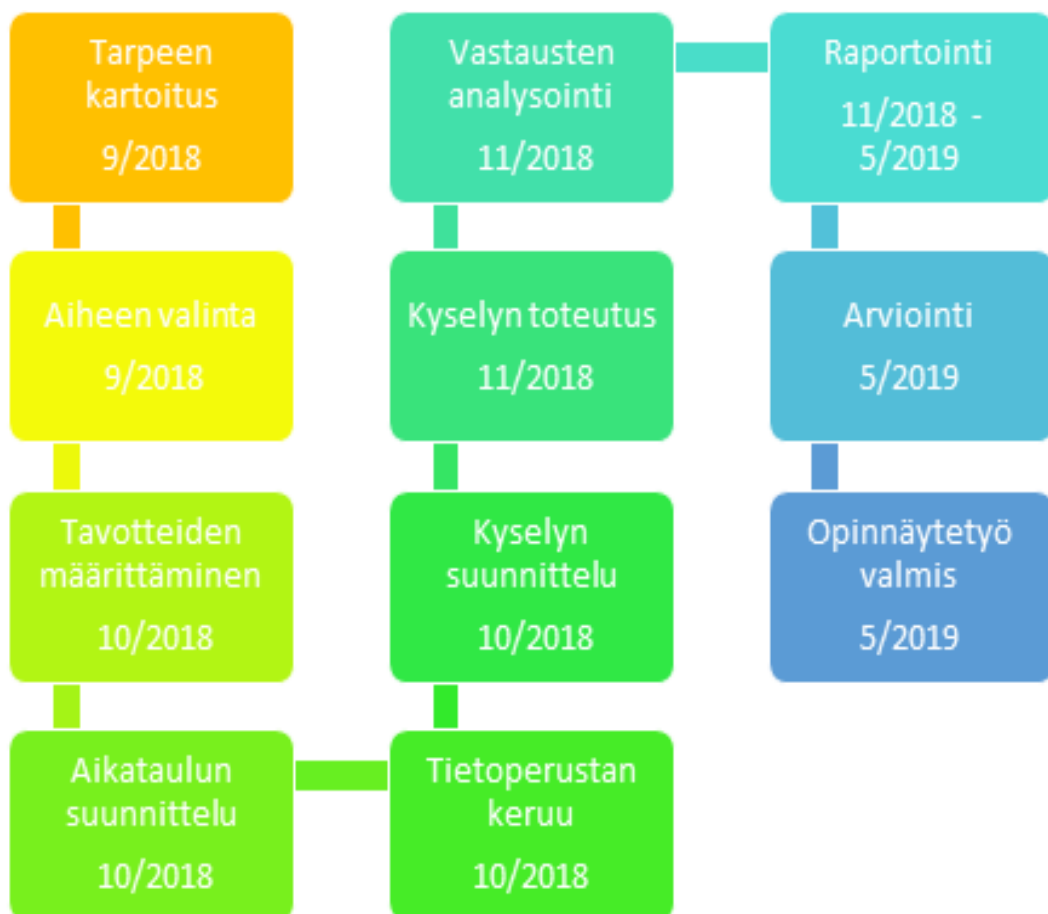 Tarpeen
kartoitus
9/2018
Aiheen valinta
9/2018
Tavotteiden
määrittäminen
10/2018
Aikataulun
suunnittelu
10/2018
Tietoperustan
keruu
10/2018
Kyselyn
suunnittelu
10/2018
Kyselyn toteutus
11/2018
Vastausten
analysointi
11/2018
Raportointi
11/2018 -
5/2019
Arviointi
5/2019
Opinnäytetyö
valmis
5/2019